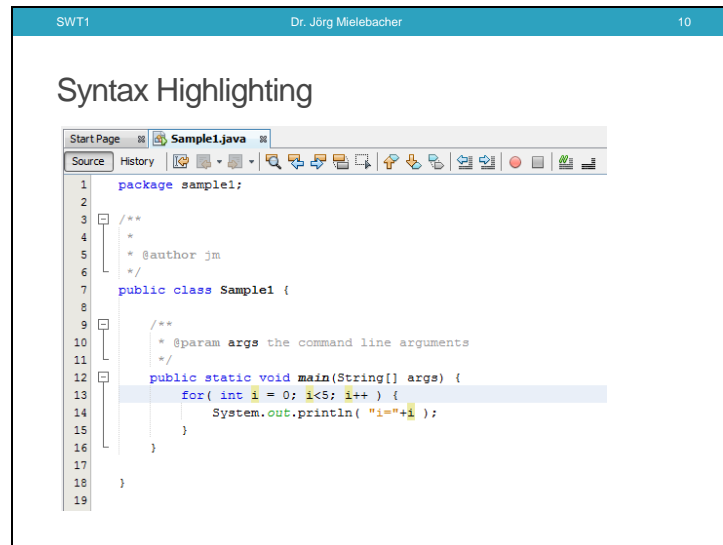 SWT1 Dr. Jörg Mielebacher 10
Syntax Highlighting
Start Page Sample1.java
Source History
1 package sample1;
2
3 /**
4 *
5 * @author jm
6 */
7 public class Sample1 {
8
9 /**
10 * @param args the command line arguments
11 */
12 public static void main(String[] args) {
13 for( int i = 0; i<5; i++ ) {
14 System.out.println( "i="+i );
15 }
16 }
17
18 }
19